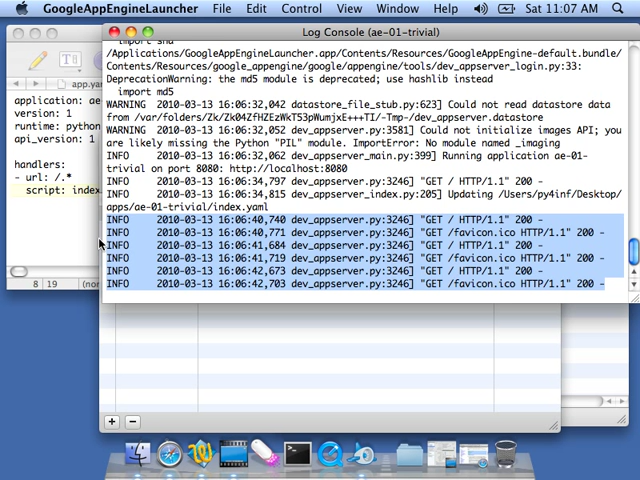 GoogleAppEngineLauncher File Edit Control View Window Help Sat 11:07 AM
Log Console (ae-01-trivial)
import sha
/Applications/GoogleAppEngineLauncher.app/Contents/Resources/GoogleAppEngine-default.bundle/
Contents/Resources/google_appengine/google/appengine/tools/dev_appserver_login.py:33:
DeprecationWarning: the md5 module is deprecated; use hashlib instead
import md5
WARNING 2010-03-13 16:06:32,042 datastore_file_stub.py:623] Could not read datastore data
from /var/folders/Zk/Zk04ZfHZEzWkT53pWumjxE+++TI/-Tmp-/dev_appserver.datastore
WARNING 2010-03-13 16:06:32,052 dev_appserver.py:3581] Could not initialize images API; you
are likely missing the Python "PIL" module. ImportError: No module named _imaging
INFO 2010-03-13 16:06:32,062 dev_appserver_main.py:399] Running application ae-01-
trivial on port 8080: http://localhost:8080
INFO 2010-03-13 16:06:34,797 dev_appserver.py:3246] "GET / HTTP/1.1" 200 -
INFO 2010-03-13 16:06:34,815 dev_appserver_index.py:205] Updating /Users/py4inf/Desktop/
apps/ae-01-trivial/index.yaml
INFO 2010-03-13 16:06:40,740 dev_appserver.py:3246] "GET / HTTP/1.1" 200 -
INFO 2010-03-13 16:06:40,771 dev_appserver.py:3246] "GET /favicon.ico HTTP/1.1" 200 -
INFO 2010-03-13 16:06:41,684 dev_appserver.py:3246] "GET / HTTP/1.1" 200 -
INFO 2010-03-13 16:06:41,719 dev_appserver.py:3246] "GET /favicon.ico HTTP/1.1" 200 -
INFO 2010-03-13 16:06:42,673 dev_appserver.py:3246] "GET / HTTP/1.1" 200 -
INFO 2010-03-13 16:06:42,703 dev_appserver.py:3246] "GET /favicon.ico HTTP/1.1" 200 -
app.ya
application: ae
version: 1
runtime: python
api_version: 1
handlers:
- url: /.*
script: index
8 19 (no